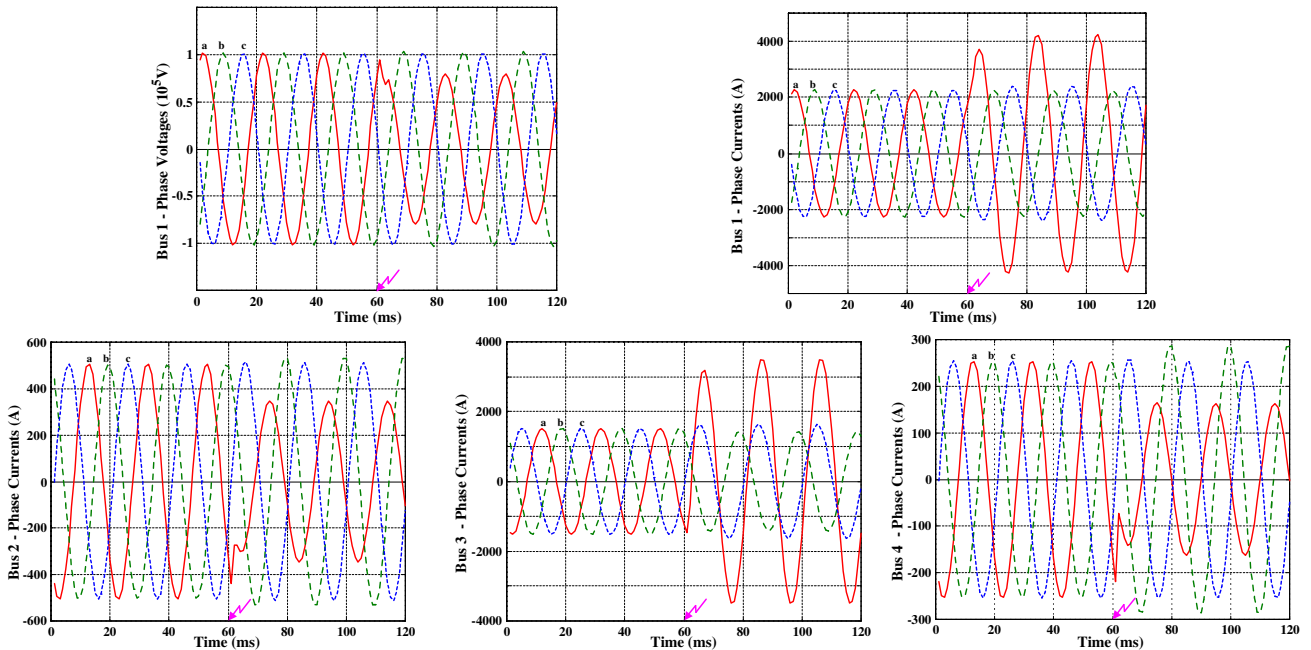 Bus 1 - Phase Voltages (10⁵V)
1
0.5
0
-0.5
-1
a b c
0 20 40 60 80 100 120
Time (ms)
Bus 1 - Phase Currents (A)
4000
2000
0
-2000
-4000
a b c
0 20 40 60 80 100 120
Time (ms)
Bus 2 - Phase Currents (A)
600
400
200
0
-200
-400
-600
a b c
0 20 40 60 80 100 120
Time (ms)
Bus 3 - Phase Currents (A)
4000
2000
0
-2000
-4000
a b c
0 20 40 60 80 100 120
Time (ms)
Bus 4 - Phase Currents (A)
300
200
100
0
-100
-200
-300
a b c
0 20 40 60 80 100 120
Time (ms)